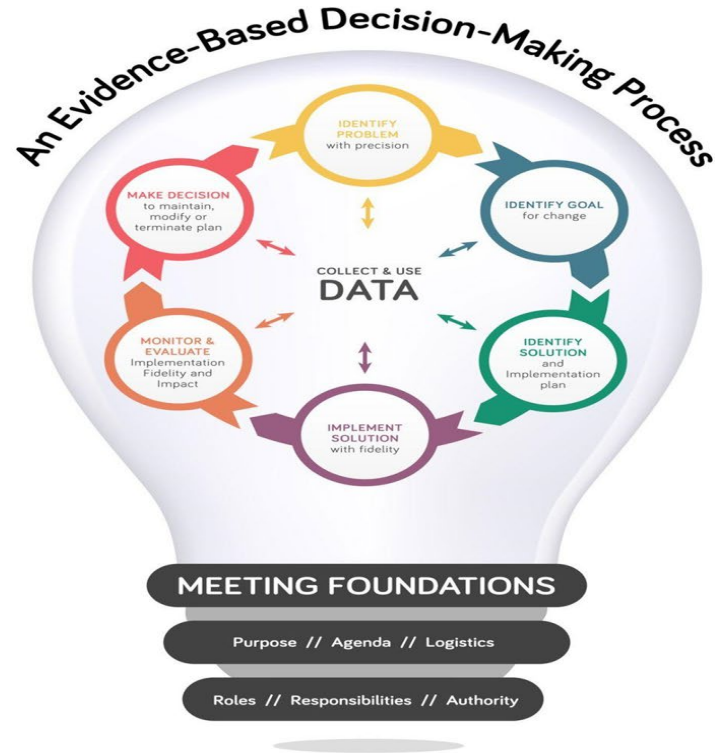 An Evidence-Based Decision-Making Process
IDENTIFY
PROBLEM
with precision
IDENTIFY GOAL
for change
IDENTIFY
SOLUTION
and
Implementation
plan
IMPLEMENT
SOLUTION
with fidelity
MONITOR &
EVALUATE
Implementation
Fidelity and
Impact
MAKE DECISION
to maintain,
modify or
terminate plan
COLLECT & USE
DATA
MEETING FOUNDATIONS
Purpose // Agenda // Logistics
Roles // Responsibilities // Authority